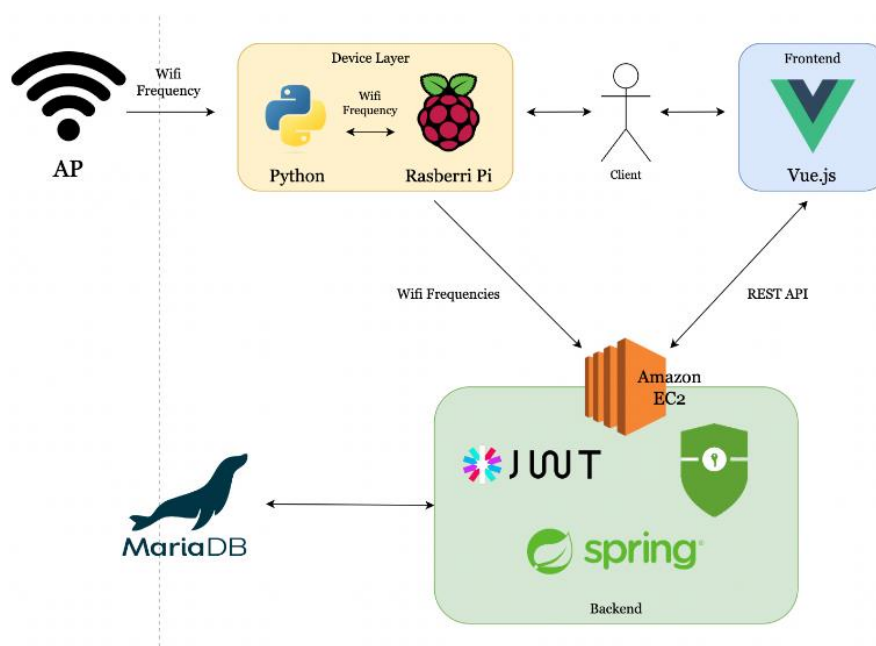 Device Layer
Frontend
Wifi
Frequency
Wifi
Frequency
AP
Python
Rasberri Pi
Client
Vue.js
Wifi Frequencies
REST API
Amazon
EC2
JWT
MariaDB
spring
Backend